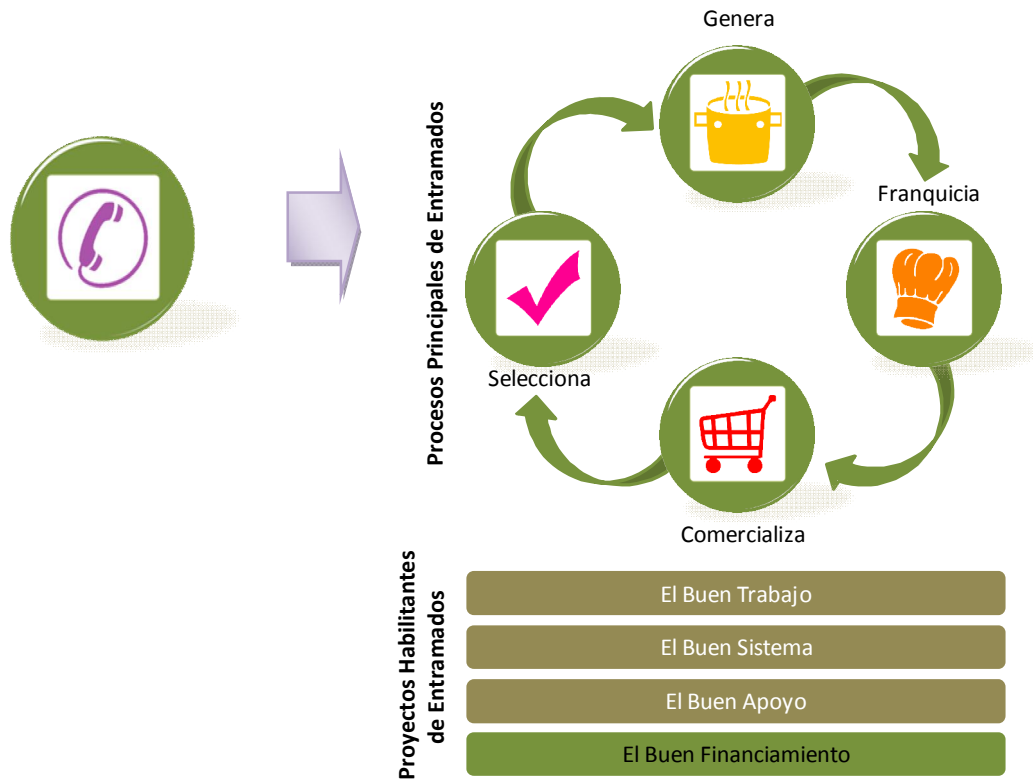 Genera
Franquicia
Selecciona
Comercializa
Procesos Principales de Entramados
Proyectos Habilitantes
de Entramados
El Buen Trabajo
El Buen Sistema
El Buen Apoyo
El Buen Financiamiento